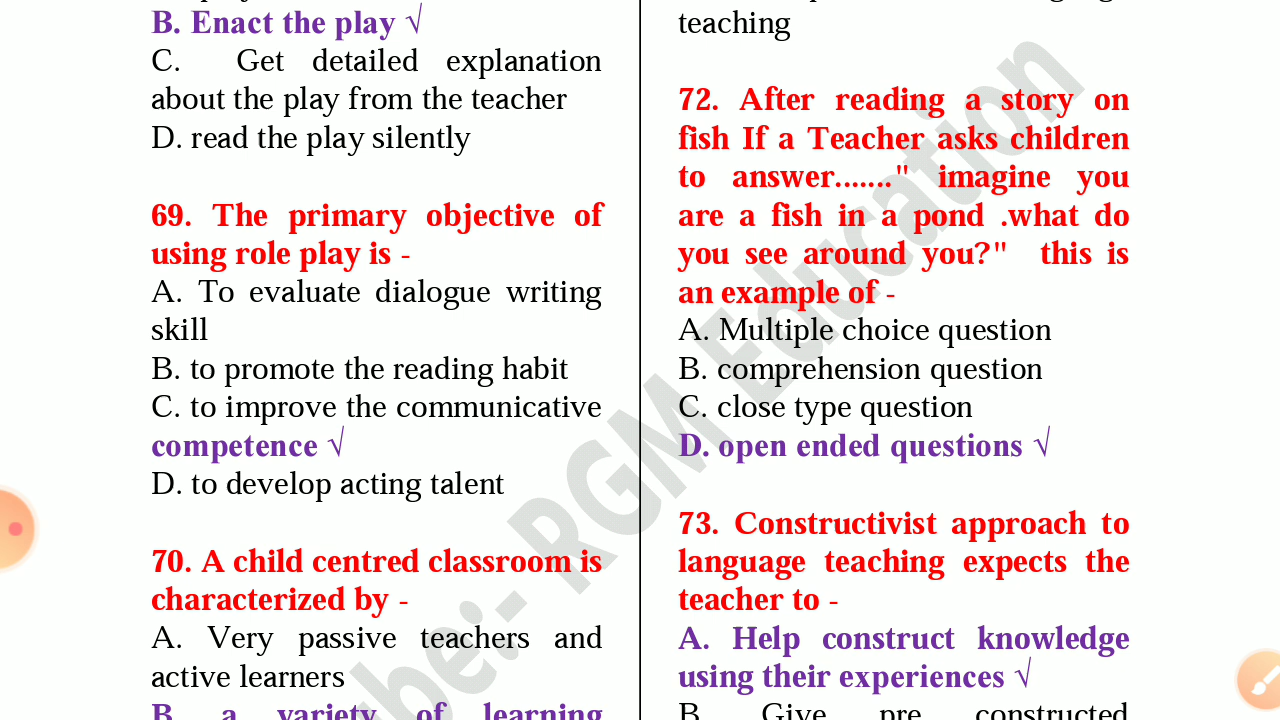 B. Enact the play √
C. Get detailed explanation
about the play from the teacher
D. read the play silently
69. The primary objective of
using role play is -
A. To evaluate dialogue writing
skill
B. to promote the reading habit
C. to improve the communicative
competence √
D. to develop acting talent
70. A child centred classroom is
characterized by -
A. Very passive teachers and
active learners
B. a variety of learning
teaching
72. After reading a story on
fish If a Teacher asks children
to answer......." imagine you
are a fish in a pond .what do
you see around you?" this is
an example of -
A. Multiple choice question
B. comprehension question
C. close type question
D. open ended questions √
73. Constructivist approach to
language teaching expects the
teacher to -
A. Help construct knowledge
using their experiences √
B. Give pre constructed
be:- RGM Education